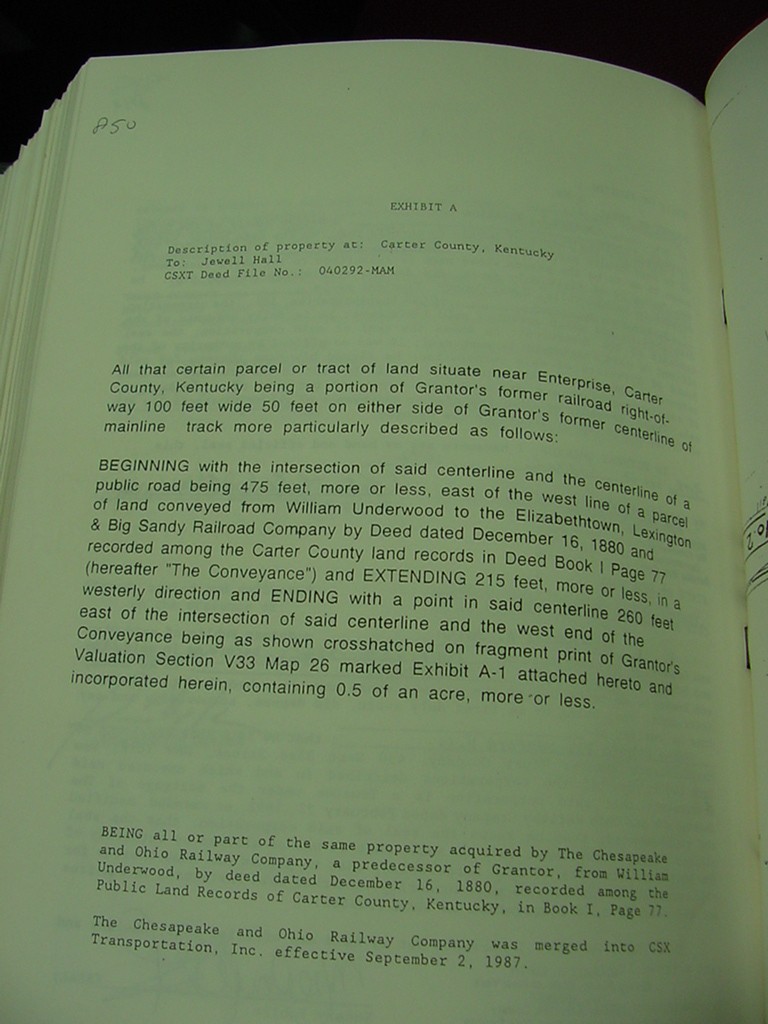 850
EXHIBIT A
Description of property at: Carter County, Kentucky
To: Jewell Hall
CSXT Deed File No.: 040292-MAM
All that certain parcel or tract of land situate near Enterprise, Carter
County, Kentucky being a portion of Grantor's former railroad right-of-
way 100 feet wide 50 feet on either side of Grantor's former centerline of
mainline track more particularly described as follows:
BEGINNING with the intersection of said centerline and the centerline of a
public road being 475 feet, more or less, east of the west line of a parcel
of land conveyed from William Underwood to the Elizabethtown, Lexington
& Big Sandy Railroad Company by Deed dated December 16, 1880 and
recorded among the Carter County land records in Deed Book I Page 77
(hereafter "The Conveyance") and EXTENDING 215 feet, more or less, in a
westerly direction and ENDING with a point in said centerline 260 feet
east of the intersection of said centerline and the west end of the
Conveyance being as shown crosshatched on fragment print of Grantor's
Valuation Section V33 Map 26 marked Exhibit A-1 attached hereto and
incorporated herein, containing 0.5 of an acre, more or less.
BEING all or part of the same property acquired by The Chesapeake
and Ohio Railway Company, a predecessor of Grantor, from William
Underwood, by deed dated December 16, 1880, recorded among the
Public Land Records of Carter County, Kentucky, in Book I, Page 77.
The Chesapeake and Ohio Railway Company was merged into CSX
Transportation, Inc. effective September 2, 1987.